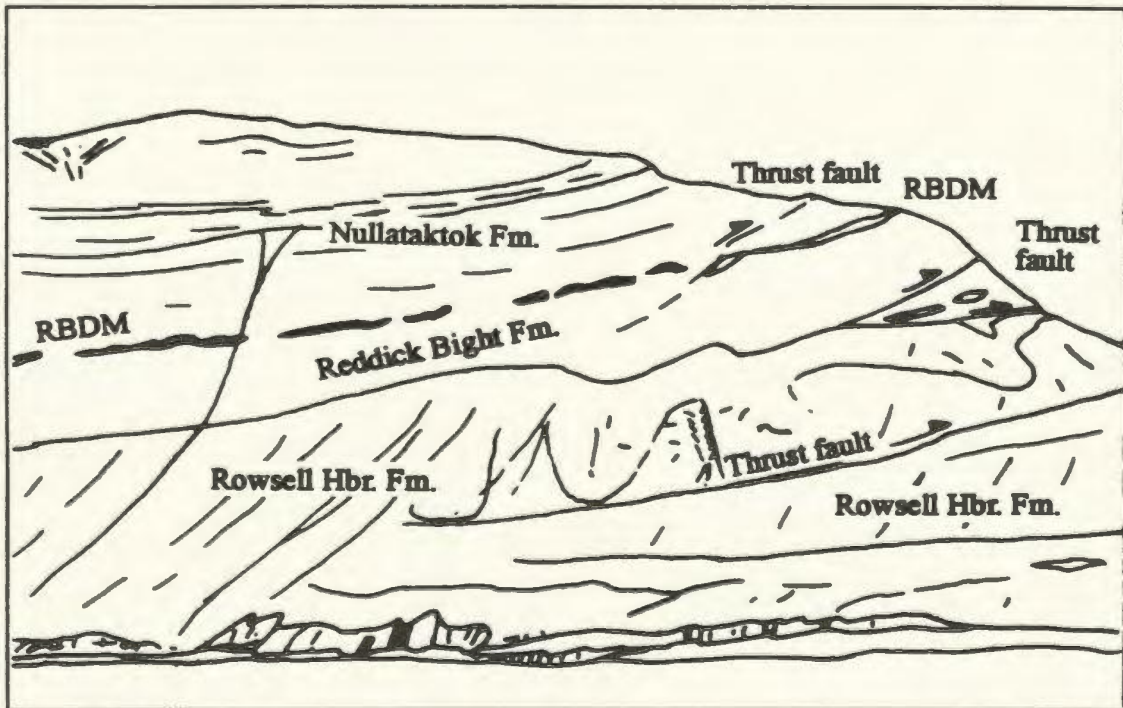 Thrust fault
RBDM
Thrust
fault
Nullataktok Fm.
RBDM
Reddick Bight Fm.
Thrust fault
Rowsell Hbr. Fm.
Rowsell Hbr. Fm.